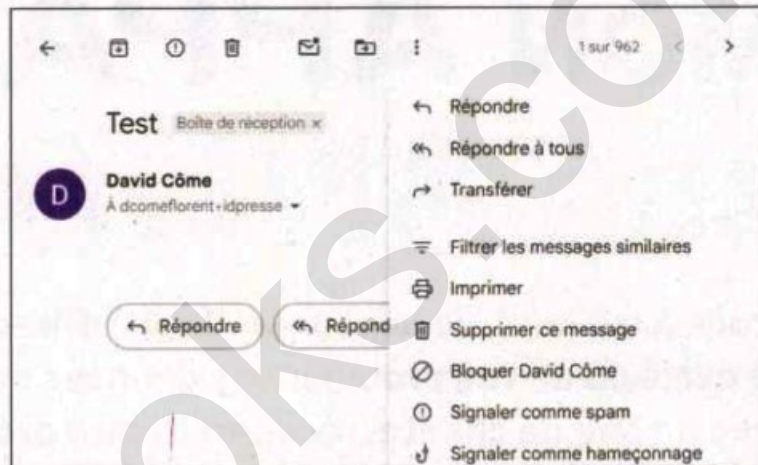 1 sur 962
Test Boîte de réception ×
D
David Côme
À dcomeflorent+idpresse
Répondre
Répond
Répondre
Répondre à tous
Transférer
Filtrer les messages similaires
Imprimer
Supprimer ce message
Bloquer David Côme
Signaler comme spam
Signaler comme hameçonnage